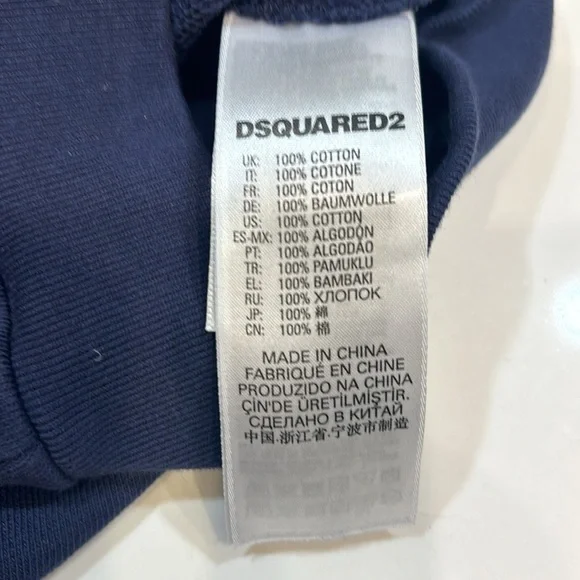 DSQUARED2
UK: 100% COTTON
IT: 100% COTONE
FR: 100% COTON
DE: 100% BAUMWOLLE
US: 100% COTTON
ES-MX: 100% ALGODÓN
PT: 100% ALGODÃO
TR: 100% PAMUKLU
EL: 100% BAMBAKI
RU: 100% ХЛОПОК
JP: 100% 綿
CN: 100% 棉
MADE IN CHINA
FABRIQUÉ EN CHINE
PRODUZIDO NA CHINA
ÇİN'DE ÜRETİLMİŞTİR.
СДЕЛАНО В КИТАЙ
中国.浙江省.宁波市制造